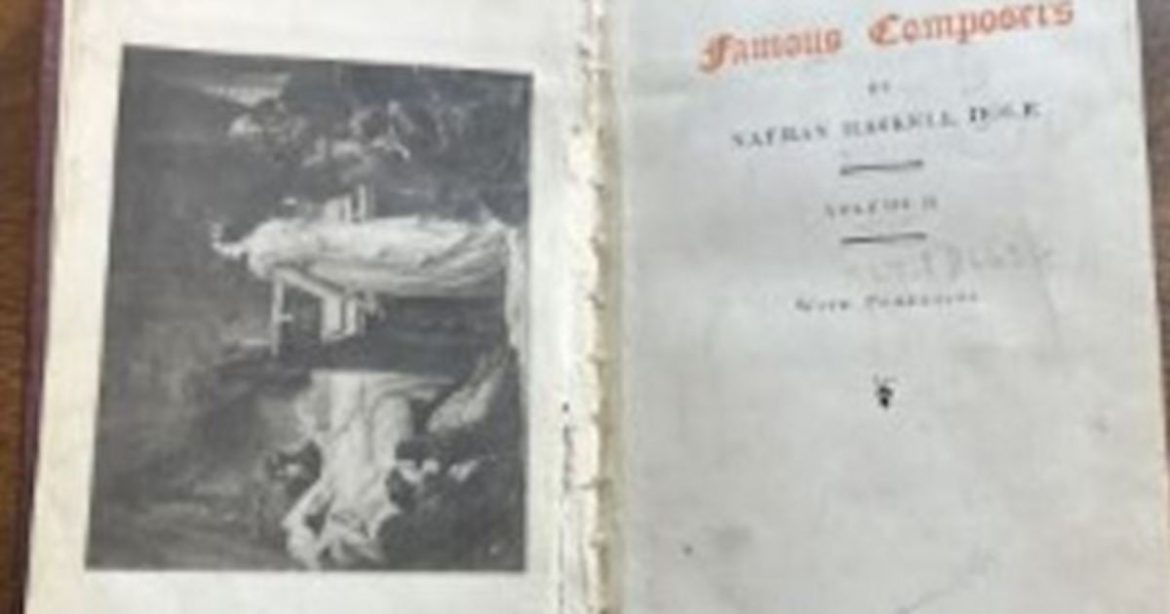 Famous Composers
BY
NATHAN HASKELL DOLE
VOLUME II
With Portraits